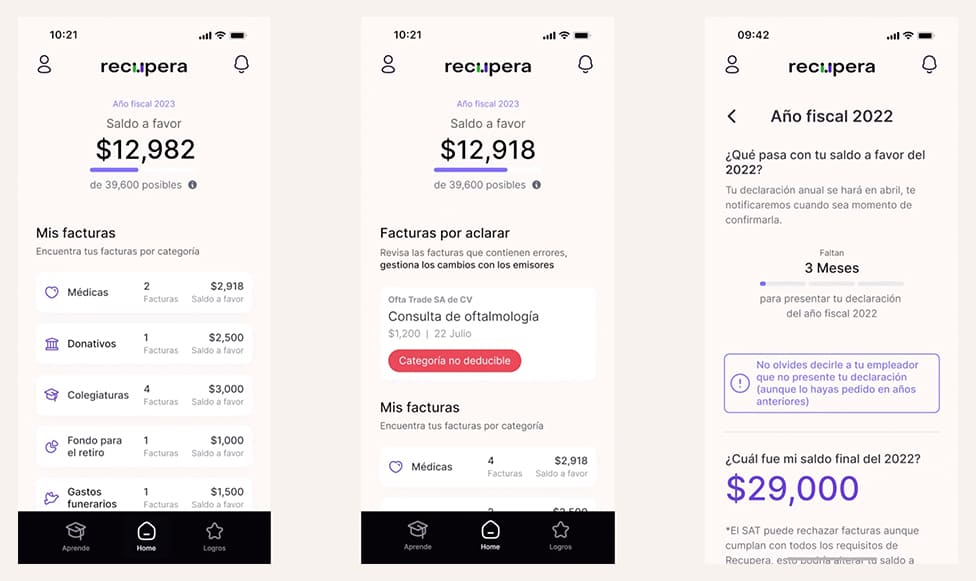 10:21
recupera
Año fiscal 2023
Saldo a favor
$12,982
de 39,600 posibles
Mis facturas
Encuentra tus facturas por categoría
Médicas
2
Facturas
$2,918
Saldo a favor
Donativos
1
Facturas
$2,500
Saldo a favor
Colegiaturas
4
Facturas
$3,000
Saldo a favor
Fondo para
el retiro
1
Facturas
$1,000
Saldo a favor
Gastos
funerarios
1
Facturas
$1,500
Saldo a favor
Aprende
Home
Logros
10:21
recupera
Año fiscal 2023
Saldo a favor
$12,918
de 39,600 posibles
Facturas por aclarar
Revisa las facturas que contienen errores,
gestiona los cambios con los emisores
Ofta Trade SA de CV
Consulta de oftalmología
$1,200 | 22 Julio
Categoría no deducible
Mis facturas
Encuentra tus facturas por categoría
Médicas
4
Facturas
$2,918
Saldo a favor
Aprende
Home
Logros
09:42
recupera
Año fiscal 2022
¿Qué pasa con tu saldo a favor del
2022?
Tu declaración anual se hará en abril, te
notificaremos cuando sea momento de
confirmarla.
Faltan
3 Meses
para presentar tu declaración
del año fiscal 2022
No olvides decirle a tu empleador
que no presente tu declaración
(aunque lo hayas pedido en años
anteriores)
¿Cuál fue mi saldo final del 2022?
$29,000
*El SAT puede rechazar facturas aunque
cumplan con todos los requisitos de
Recupera, esto podría alterar tu saldo a